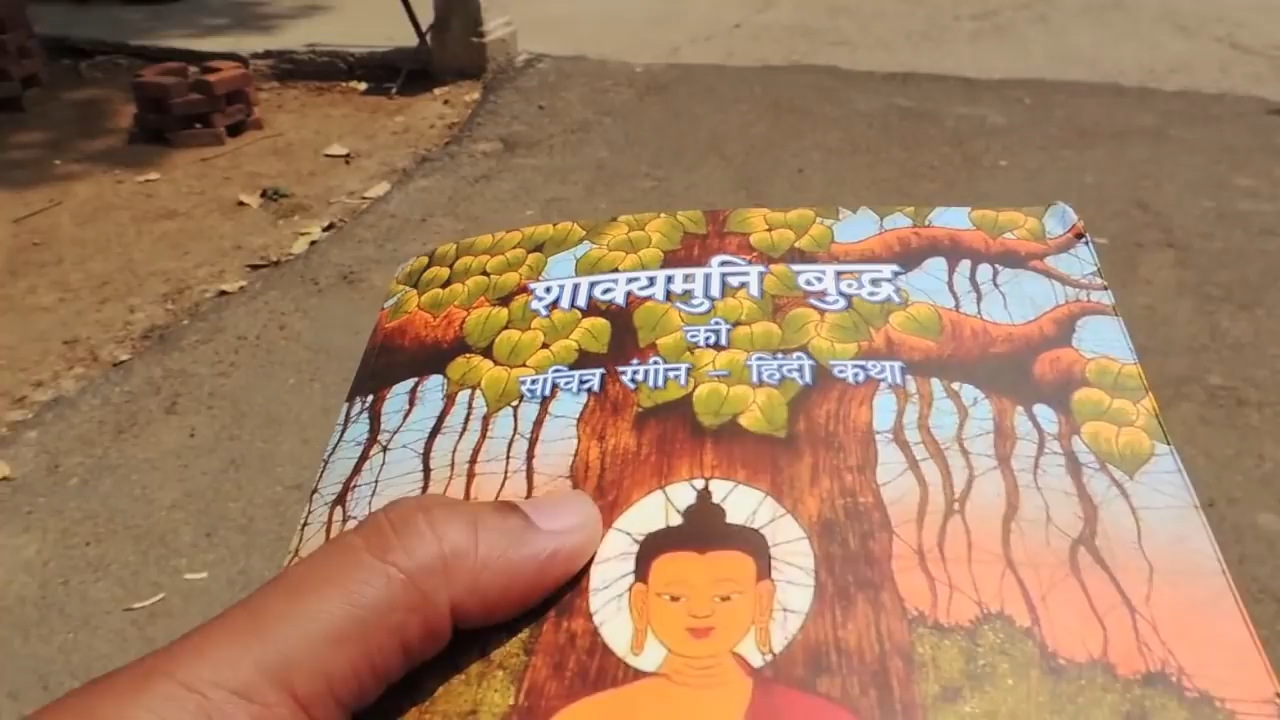 शाक्यमुनि बुद्ध
की
सचित्र रंगीन - हिंदी कथा